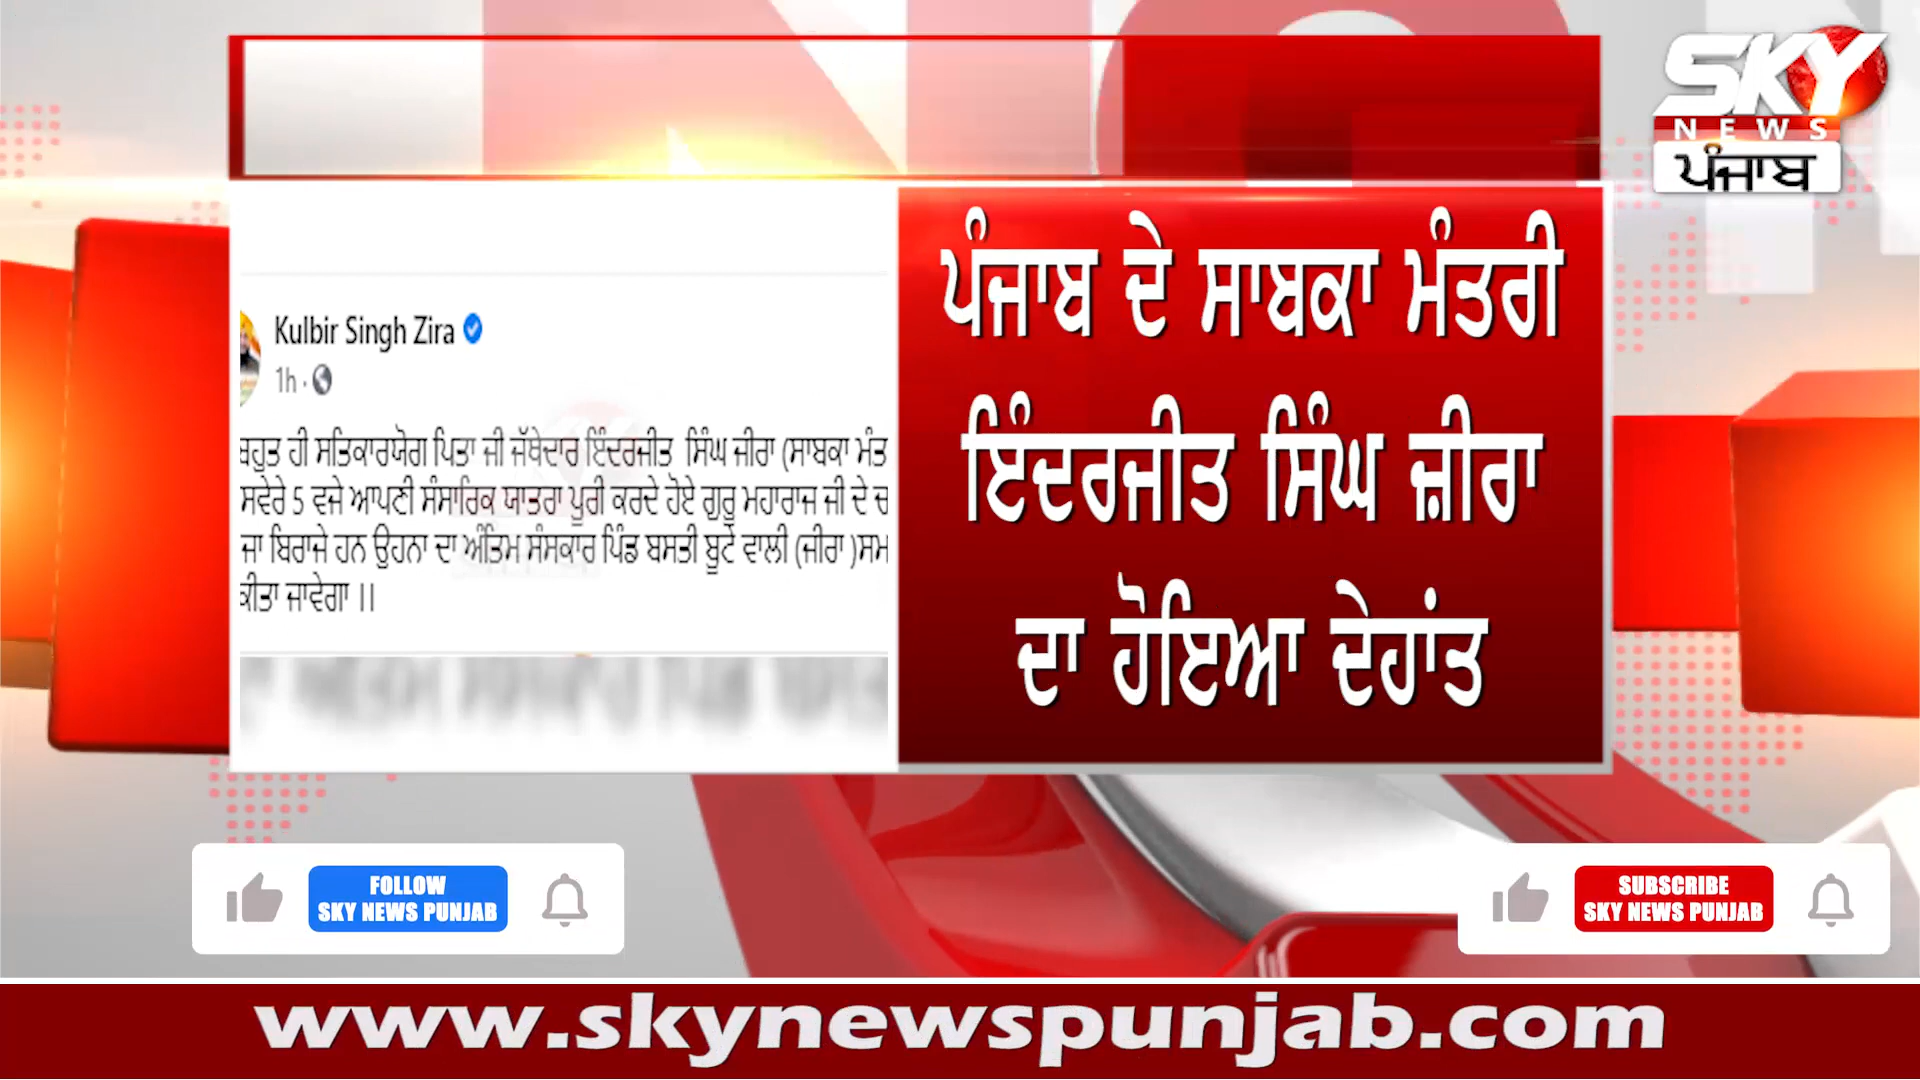 SKY
NEWS
ਪੰਜਾਬ
Kulbir Singh Zira
1h ·
ਬਹੁਤ ਹੀ ਸਤਿਕਾਰਯੋਗ ਪਿਤਾ ਜੀ ਜੱਥੇਦਾਰ ਇੰਦਰਜੀਤ ਸਿੰਘ ਜੀਰਾ (ਸਾਬਕਾ ਮੰਤ
ਸਵੇਰੇ 5 ਵਜੇ ਆਪਣੀ ਸੰਸਾਰਿਕ ਯਾਤਰਾ ਪੂਰੀ ਕਰਦੇ ਹੋਏ ਗੁਰੂ ਮਹਾਰਾਜ ਜੀ ਦੇ ਚ
ਜਾ ਬਿਰਾਜੇ ਹਨ ਉਹਨਾ ਦਾ ਅੰਤਿਮ ਸੰਸਕਾਰ ਪਿੰਡ ਬਸਤੀ ਬੂਟੇ ਵਾਲੀ (ਜੀਰਾ )ਸਮ
ਕੀਤਾ ਜਾਵੇਗਾ ।।
ਪੰਜਾਬ ਦੇ ਸਾਬਕਾ ਮੰਤਰੀ
ਇੰਦਰਜੀਤ ਸਿੰਘ ਜ਼ੀਰਾ
ਦਾ ਹੋਇਆ ਦੇਹਾਂਤ
FOLLOW
SKY NEWS PUNJAB
SUBSCRIBE
SKY NEWS PUNJAB
www.skynewspunjab.com